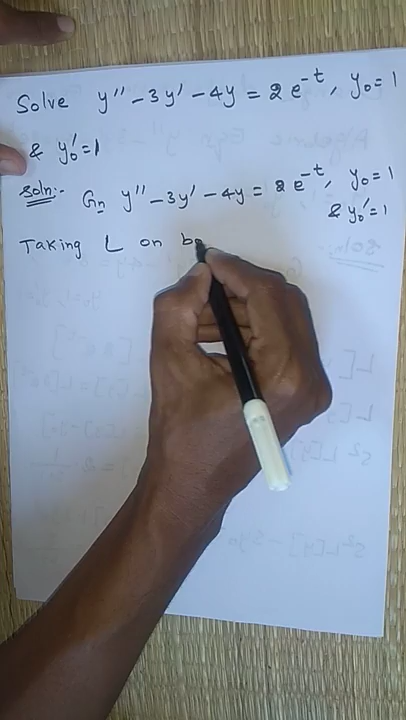 Solve y'' - 3y' - 4y = 2e^{-t}, y₀ = 1
& y₀' = 1
Soln:- Gn y'' - 3y' - 4y = 2e^{-t}, y₀ = 1
& y₀' = 1
Taking L on bo